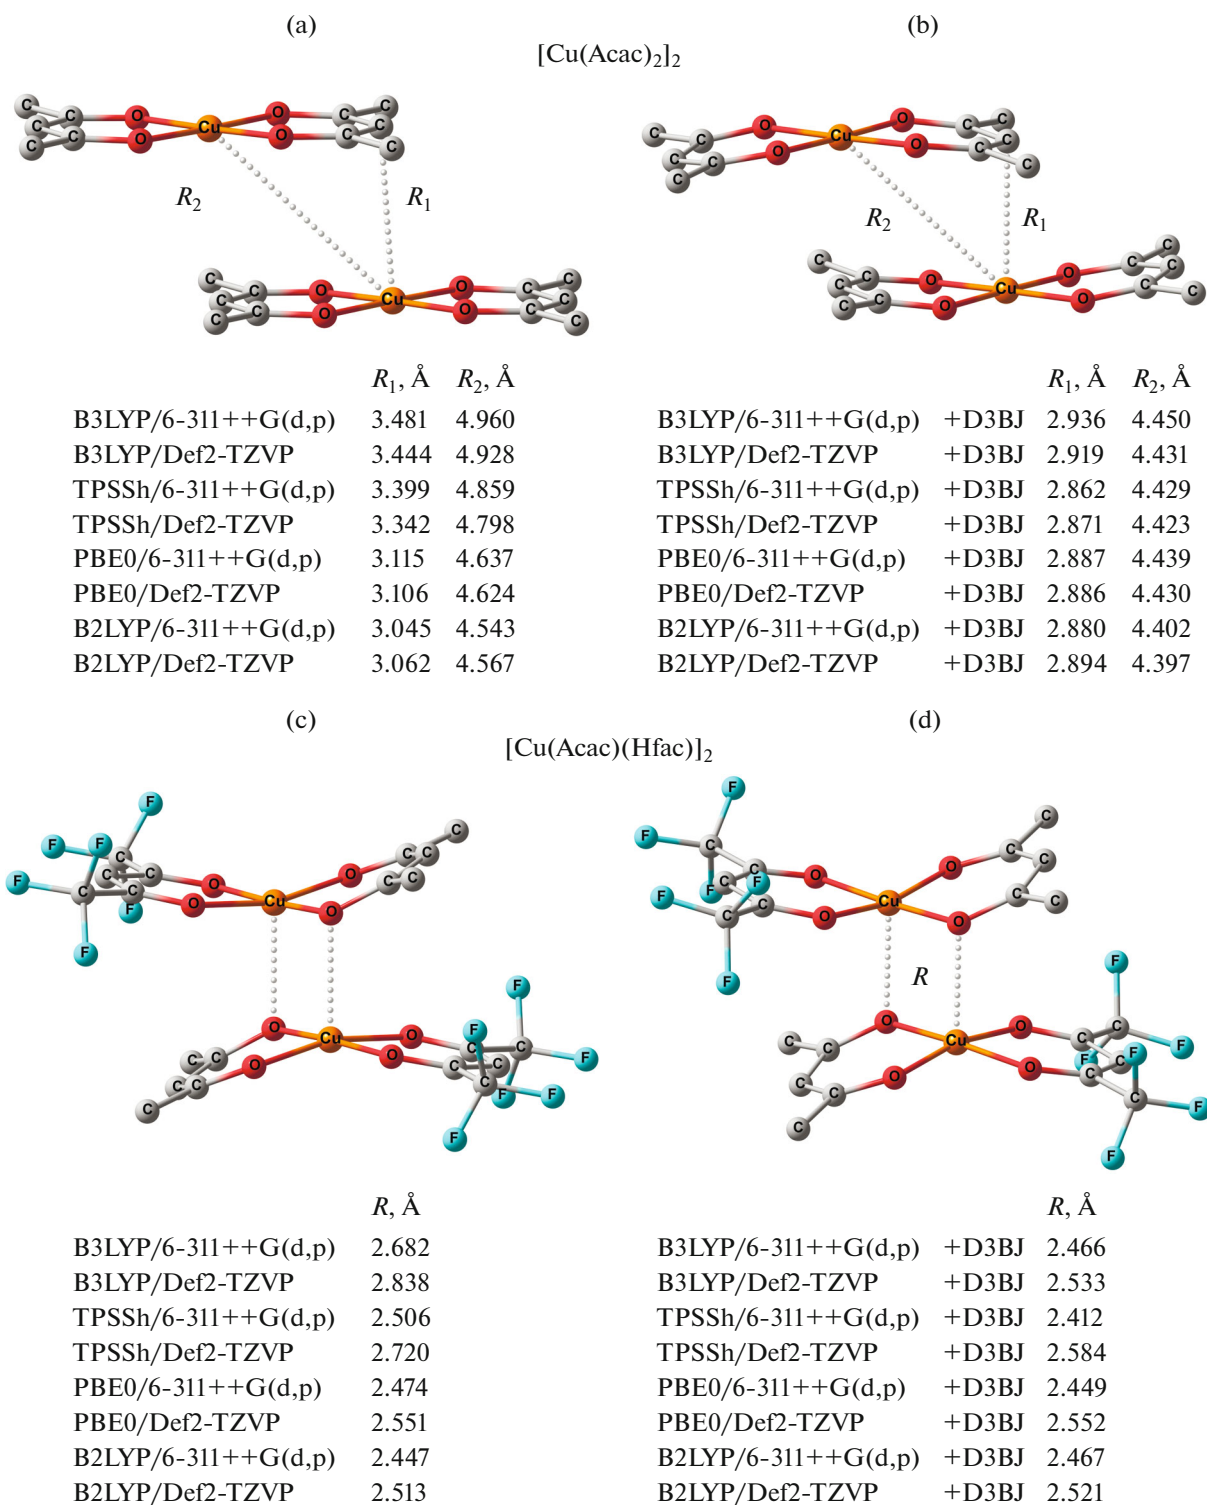 (a) (b)
[Cu(Acac)₂]₂
C C C C C C O O Cu O O C C C C
C C C C O O Cu O O C C C C C C
R₂ R₁
R₂ R₁
C C C C O O Cu O O C C C C
C C C C O O Cu O O C C C C
R₁, Å R₂, Å
B3LYP/6-311++G(d,p) 3.481 4.960
B3LYP/Def2-TZVP 3.444 4.928
TPSSh/6-311++G(d,p) 3.399 4.859
TPSSh/Def2-TZVP 3.342 4.798
PBE0/6-311++G(d,p) 3.115 4.637
PBE0/Def2-TZVP 3.106 4.624
B2LYP/6-311++G(d,p) 3.045 4.543
B2LYP/Def2-TZVP 3.062 4.567
R₁, Å R₂, Å
B3LYP/6-311++G(d,p) +D3BJ 2.936 4.450
B3LYP/Def2-TZVP +D3BJ 2.919 4.431
TPSSh/6-311++G(d,p) +D3BJ 2.862 4.429
TPSSh/Def2-TZVP +D3BJ 2.871 4.423
PBE0/6-311++G(d,p) +D3BJ 2.887 4.439
PBE0/Def2-TZVP +D3BJ 2.886 4.430
B2LYP/6-311++G(d,p) +D3BJ 2.880 4.402
B2LYP/Def2-TZVP +D3BJ 2.894 4.397
(c) (d)
[Cu(Acac)(Hfac)]₂
F F F F F F C C C C O O Cu O O C C C C
O O Cu O O C C C C C F F F F F F
F F F F F F C C C C O O Cu O O C C C C C
R
C C C C C O O Cu O O C C C C F F F F F F
R, Å
B3LYP/6-311++G(d,p) 2.682
B3LYP/Def2-TZVP 2.838
TPSSh/6-311++G(d,p) 2.506
TPSSh/Def2-TZVP 2.720
PBE0/6-311++G(d,p) 2.474
PBE0/Def2-TZVP 2.551
B2LYP/6-311++G(d,p) 2.447
B2LYP/Def2-TZVP 2.513
R, Å
B3LYP/6-311++G(d,p) +D3BJ 2.466
B3LYP/Def2-TZVP +D3BJ 2.533
TPSSh/6-311++G(d,p) +D3BJ 2.412
TPSSh/Def2-TZVP +D3BJ 2.584
PBE0/6-311++G(d,p) +D3BJ 2.449
PBE0/Def2-TZVP +D3BJ 2.552
B2LYP/6-311++G(d,p) +D3BJ 2.467
B2LYP/Def2-TZVP +D3BJ 2.521